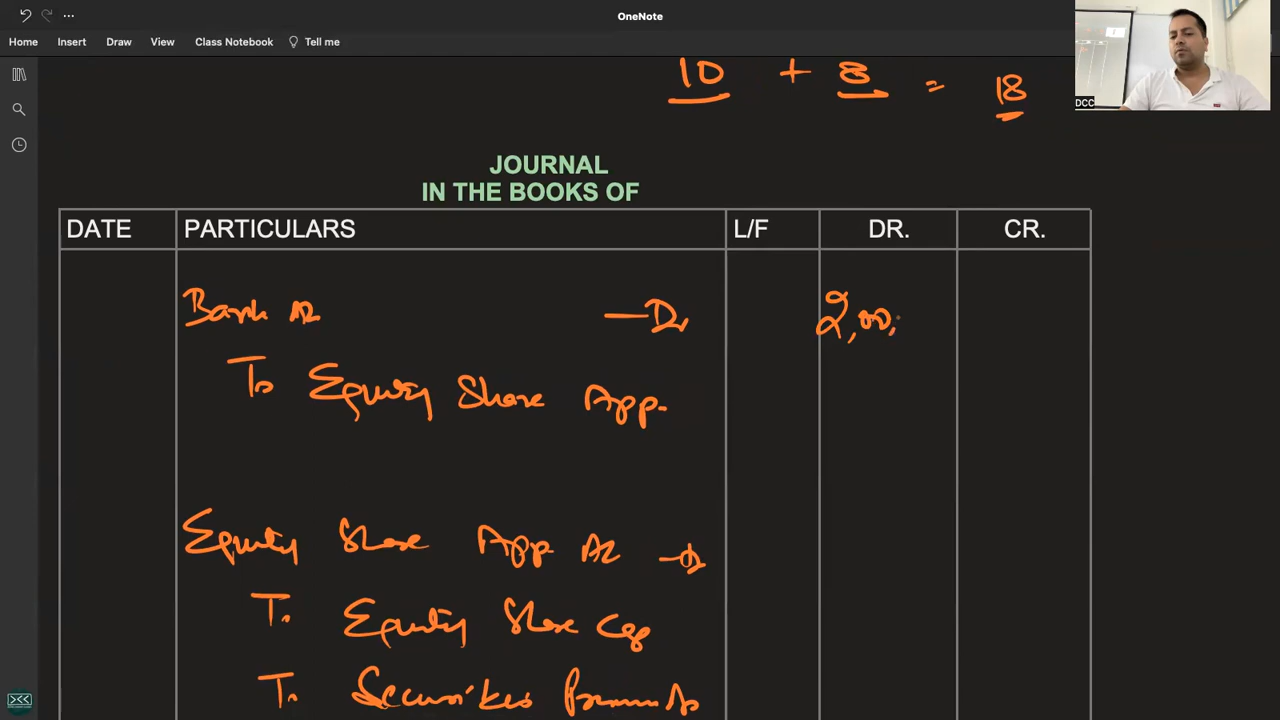 OneNote
Home Insert Draw View Class Notebook Tell me
10 + 8 = 18
DCC
JOURNAL
IN THE BOOKS OF
DATE PARTICULARS L/F DR. CR.
Bank A/c — Dr 2,00,
To Equity Share App.
Equity Share App A/c — Dr
To Equity Share Cap
To Securities Premium A/c